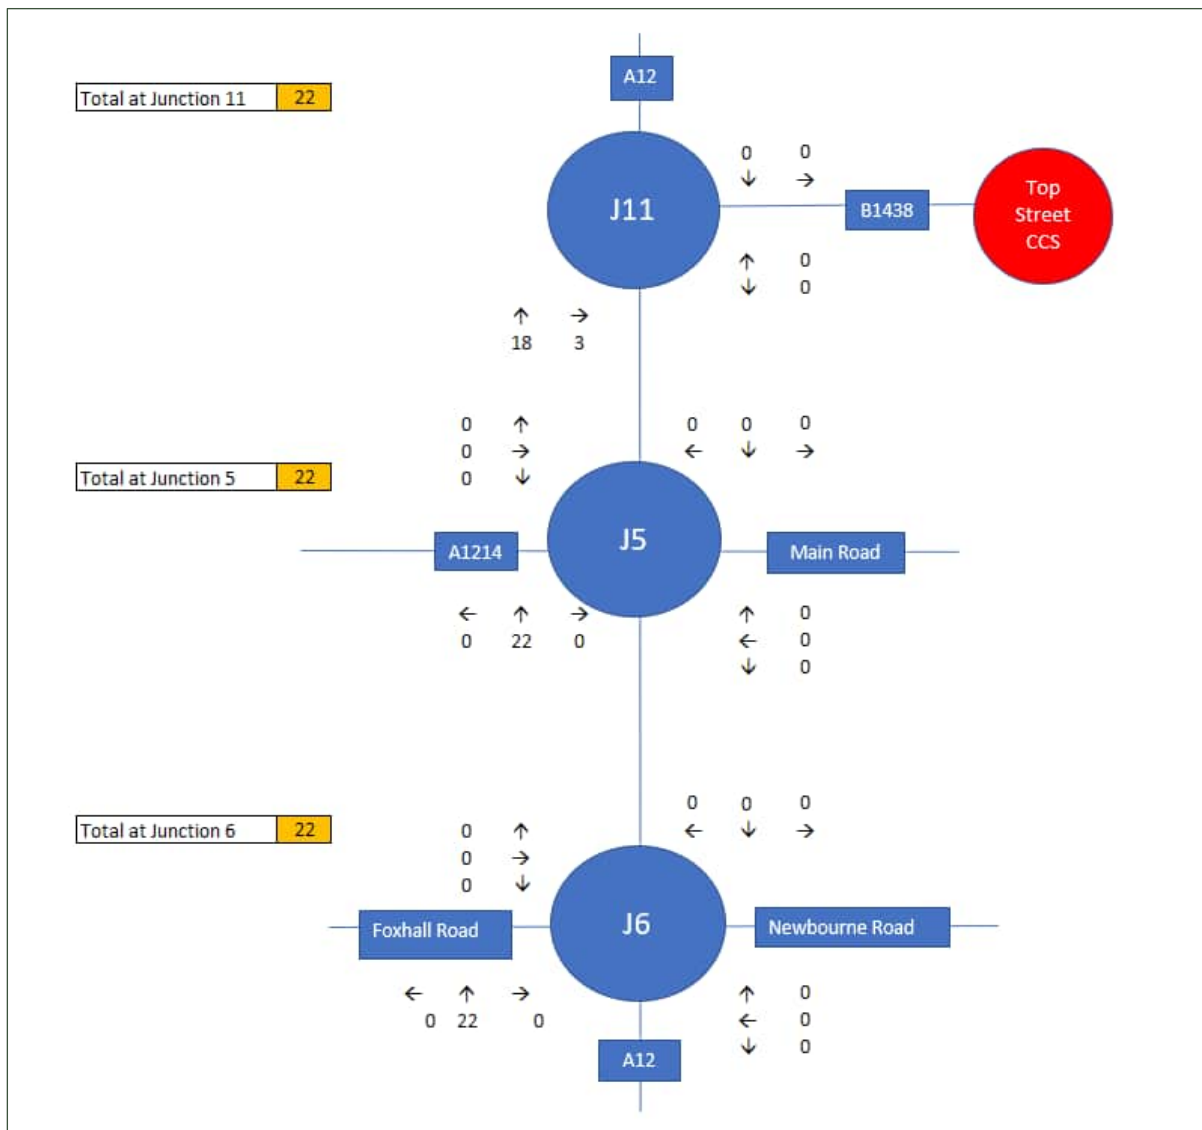 A12
Total at Junction 11 22
0 0
↓ →
J11
B1438
Top
Street
CCS
↑ 0
↓ 0
↑ →
18 3
0 ↑
0 →
0 ↓
0 0 0
← ↓ →
Total at Junction 5 22
J5
A1214
Main Road
← ↑ →
0 22 0
↑ 0
← 0
↓ 0
0 0 0
← ↓ →
Total at Junction 6 22
0 ↑
0 →
0 ↓
Foxhall Road
J6
Newbourne Road
← ↑ →
0 22 0
↑ 0
← 0
↓ 0
A12